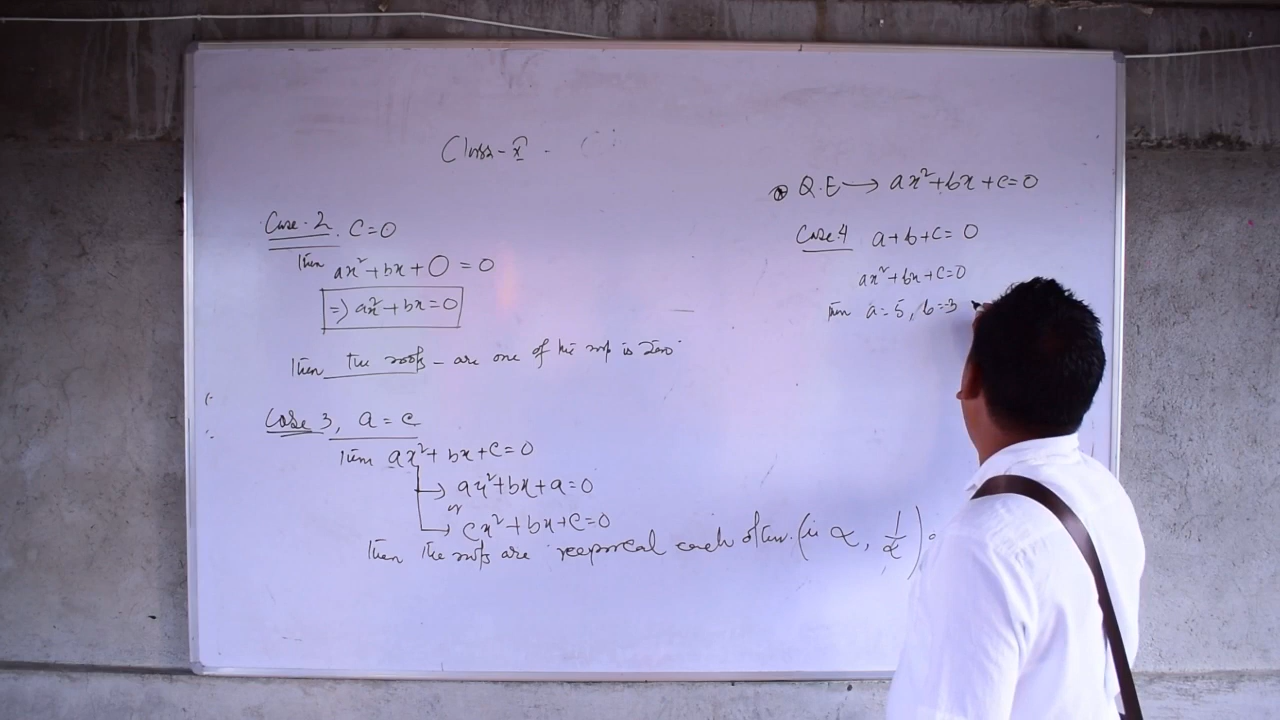 Class - X -
Case-2. C=0
Then ax²+bx+0=0
⇒ ax²+bx=0
Then the roots - are one of the root is Zero
Case 3, a=c
Then ax²+bx+c=0
→ ax²+bx+a=0
or
→ cx²+bx+c=0
Then the roots are reciprocal each other. (ie α, 1/α).
Q.E → ax²+bx+c=0
Case 4 a+b+c=0
ax²+bx+c=0
Then a=5, b=-3